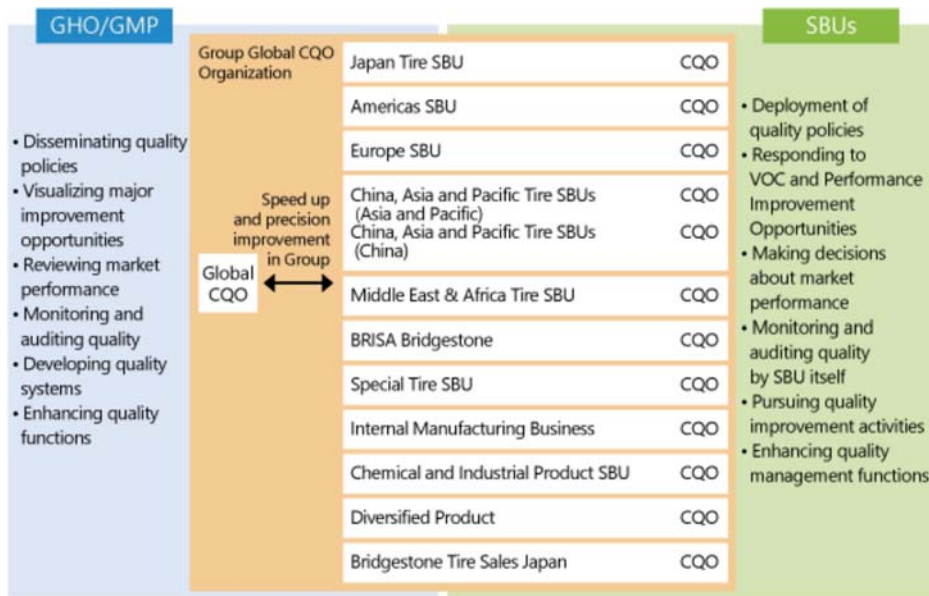 GHO/GMP
• Disseminating quality
policies
• Visualizing major
improvement
opportunities
• Reviewing market
performance
• Monitoring and
auditing quality
• Developing quality
systems
• Enhancing quality
functions
Group Global CQO
Organization
Speed up
and precision
improvement
in Group
Global
CQO
Japan Tire SBU CQO
Americas SBU CQO
Europe SBU CQO
China, Asia and Pacific Tire SBUs CQO
(Asia and Pacific)
China, Asia and Pacific Tire SBUs CQO
(China)
Middle East & Africa Tire SBU CQO
BRISA Bridgestone CQO
Special Tire SBU CQO
Internal Manufacturing Business CQO
Chemical and Industrial Product SBU CQO
Diversified Product CQO
Bridgestone Tire Sales Japan CQO
SBUs
• Deployment of
quality policies
• Responding to
VOC and Performance
Improvement
Opportunities
• Making decisions
about market
performance
• Monitoring and
auditing quality
by SBU itself
• Pursuing quality
improvement activities
• Enhancing quality
management functions